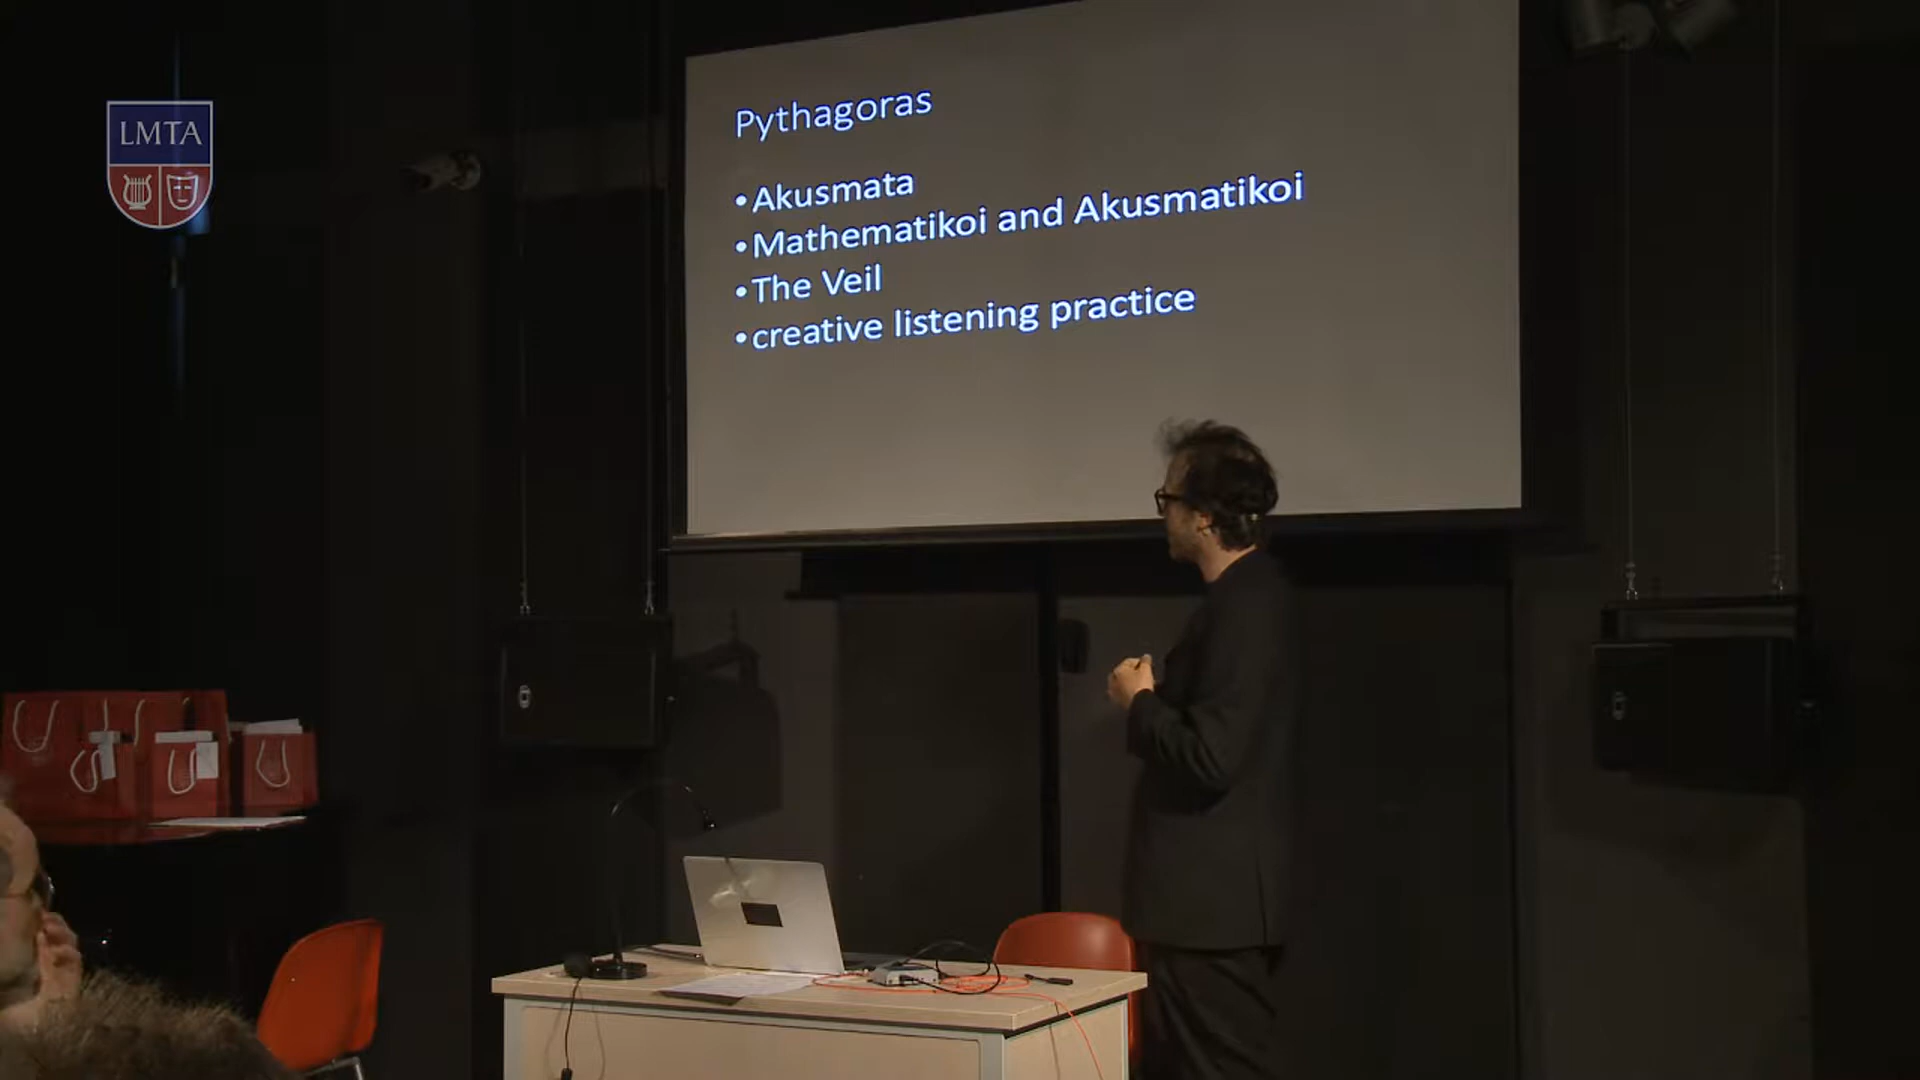 LMTA
Pythagoras
•Akusmata
•Mathematikoi and Akusmatikoi
•The Veil
•creative listening practice